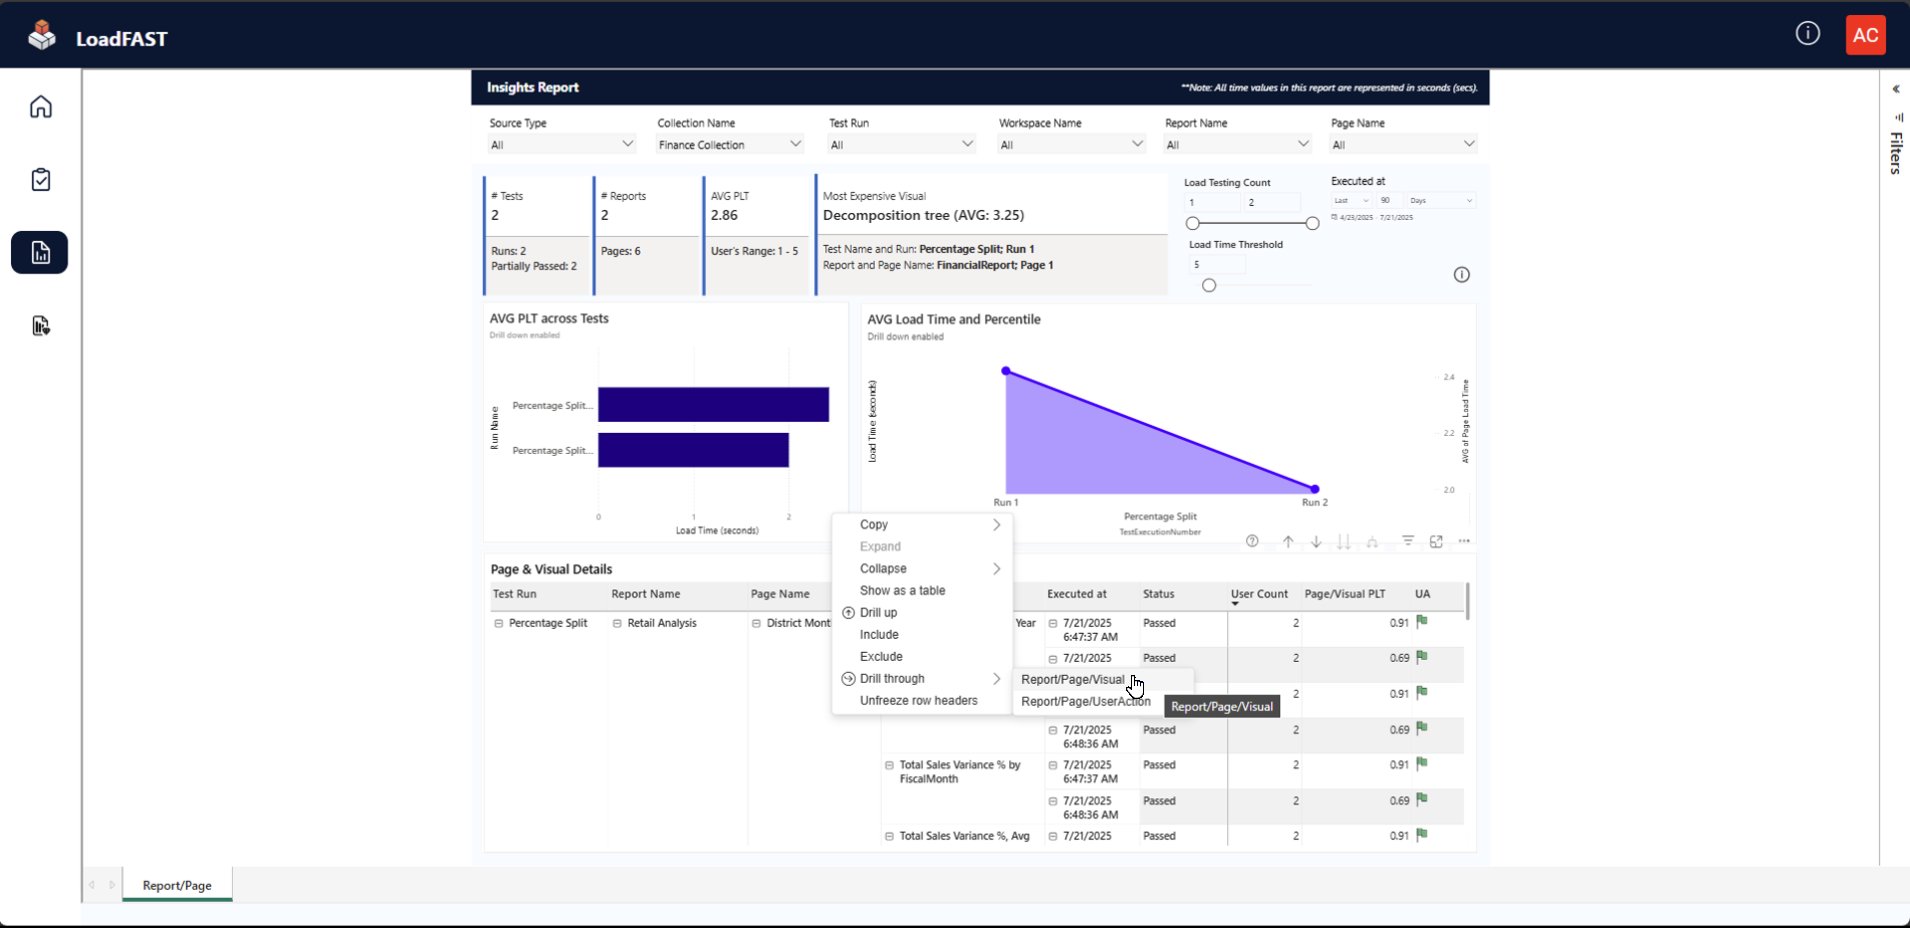 LoadFAST
AC
Insights Report
**Note: All time values in this report are represented in seconds (secs).
Source Type
Collection Name
Test Run
Workspace Name
Report Name
Page Name
All
Finance Collection
All
All
All
All
# Tests
2
Runs: 2
Partially Passed: 2
# Reports
2
Pages: 6
AVG PLT
2.86
User's Range: 1 - 5
Most Expensive Visual
Decomposition tree (AVG: 3.25)
Test Name and Run: Percentage Split; Run 1
Report and Page Name: FinancialReport; Page 1
Load Testing Count
1 2
Load Time Threshold
5
Executed at
Last 90 Days
4/23/2025 - 7/21/2025
Filters
AVG PLT across Tests
Drill down enabled
Run Name
Percentage Split...
Percentage Split...
0 1 2
Load Time (seconds)
AVG Load Time and Percentile
Drill down enabled
Load Time (seconds)
2.4
2.2
2.0
AVG of Page Load Time
Run 1 Run 2
Percentage Split
TestExecutionNumber
Copy
Expand
Collapse
Show as a table
Drill up
Include
Exclude
Drill through
Unfreeze row headers
Report/Page/Visual
Report/Page/UserAction
Report/Page/Visual
Page & Visual Details
Test Run Report Name Page Name Executed at Status User Count Page/Visual PLT UA
Percentage Split Retail Analysis District Mont Year 7/21/2025 Passed 2 0.91
6:47:37 AM
7/21/2025 Passed 2 0.69
2 0.91
7/21/2025 Passed 2 0.69
6:48:36 AM
Total Sales Variance % by 7/21/2025 Passed 2 0.91
FiscalMonth 6:47:37 AM
7/21/2025 Passed 2 0.69
6:48:36 AM
Total Sales Variance %, Avg 7/21/2025 Passed 2 0.91
Report/Page